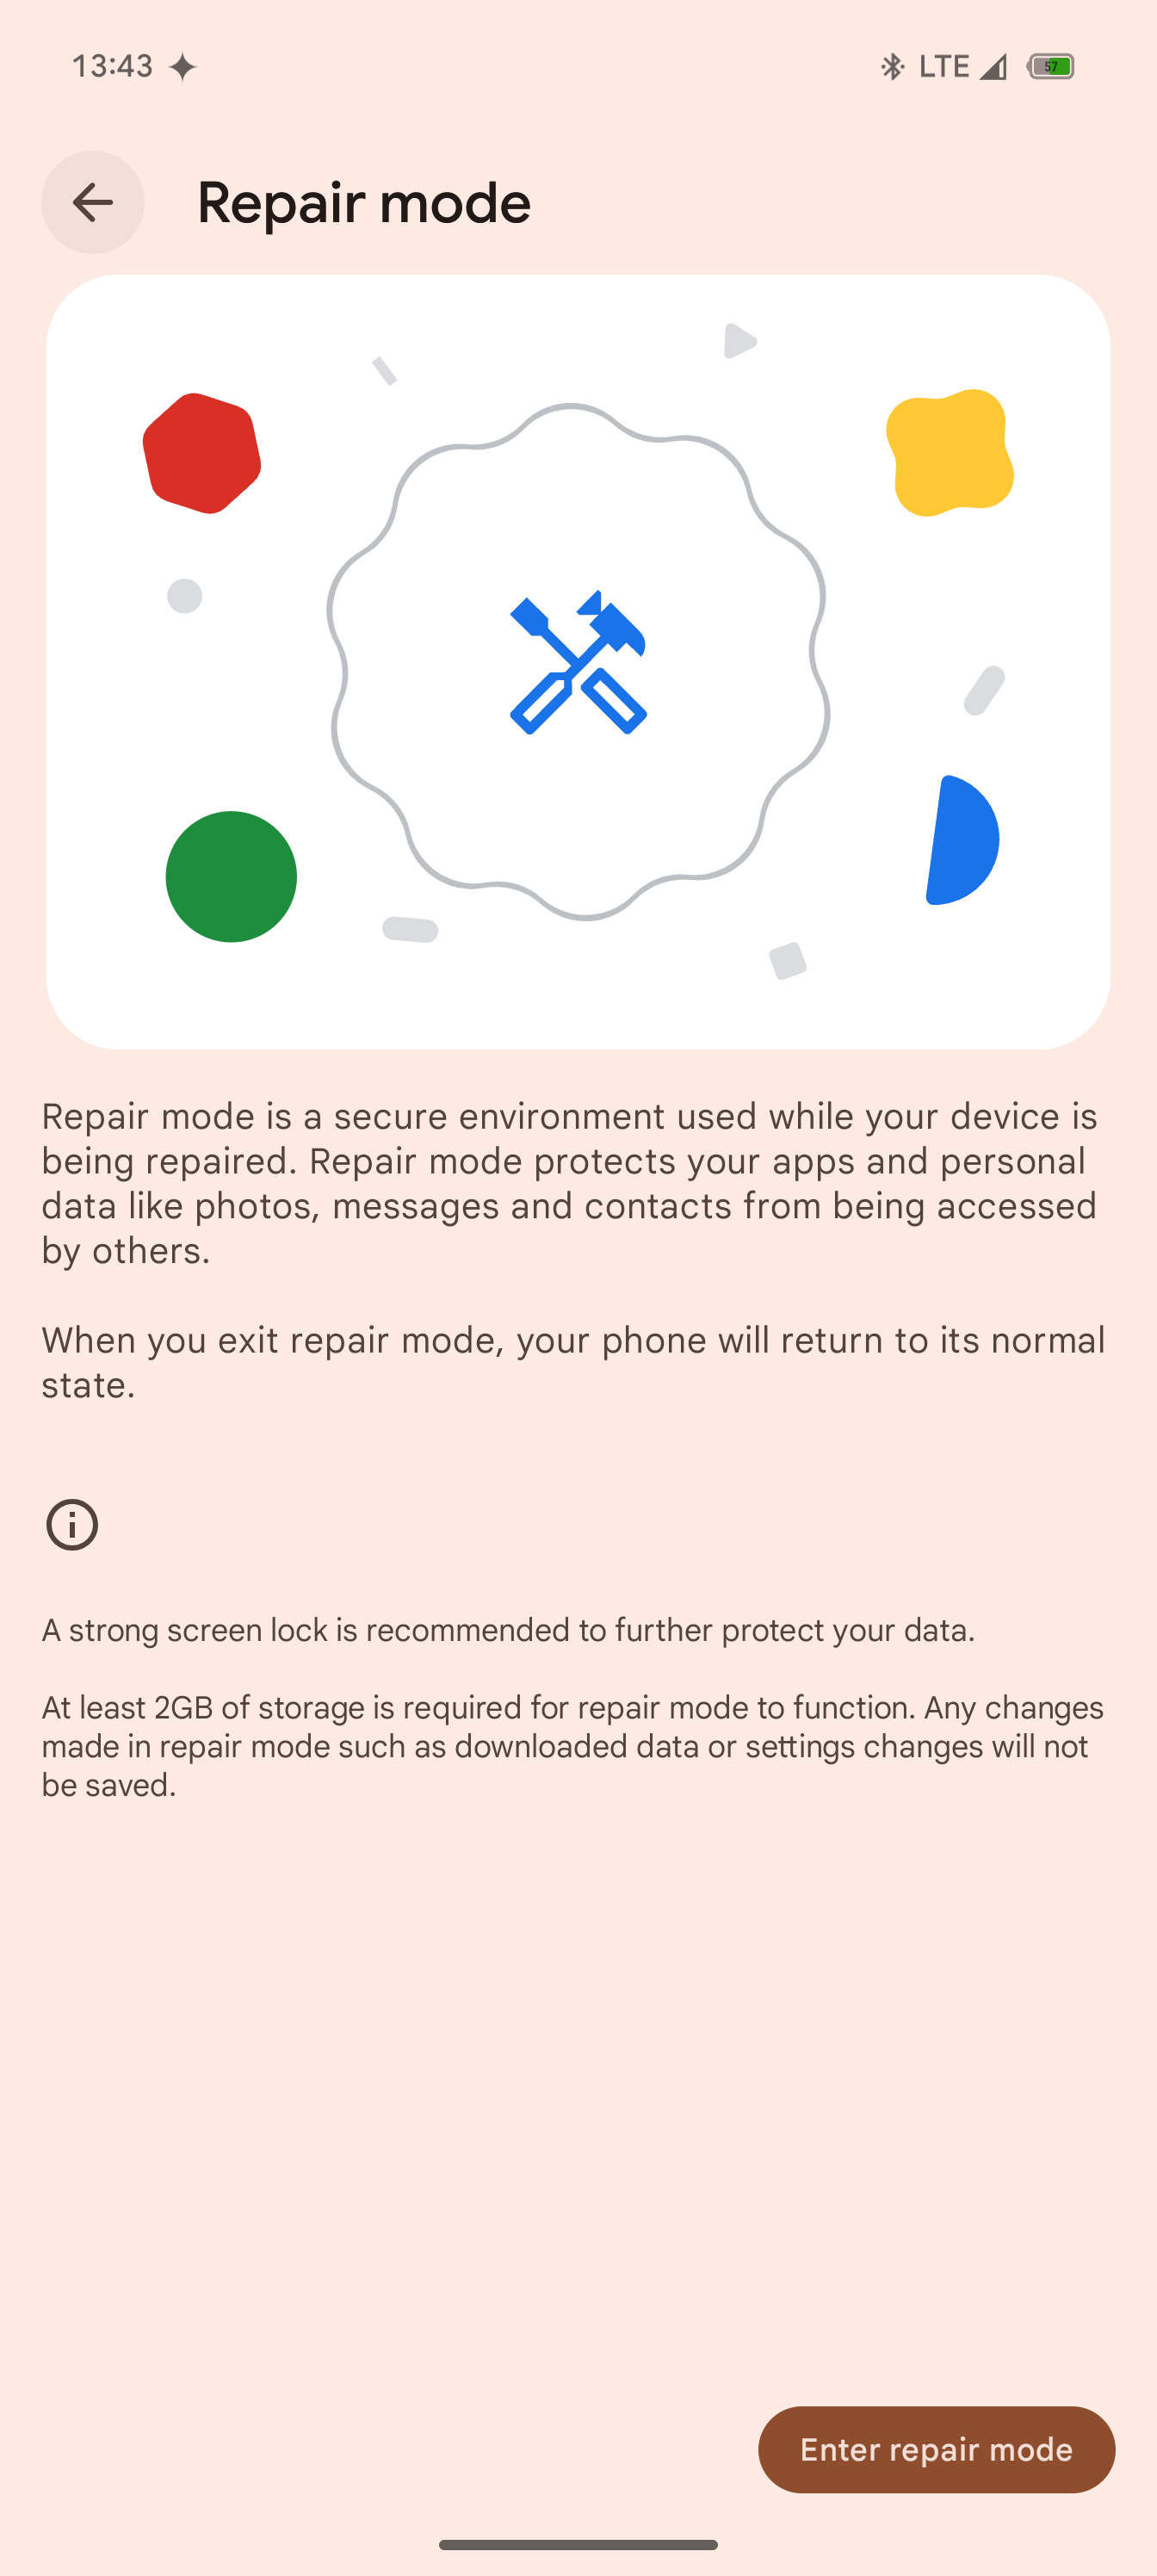 13:43
LTE
57
Repair mode
Repair mode is a secure environment used while your device is
being repaired. Repair mode protects your apps and personal
data like photos, messages and contacts from being accessed
by others.
When you exit repair mode, your phone will return to its normal
state.
A strong screen lock is recommended to further protect your data.
At least 2GB of storage is required for repair mode to function. Any changes
made in repair mode such as downloaded data or settings changes will not
be saved.
Enter repair mode